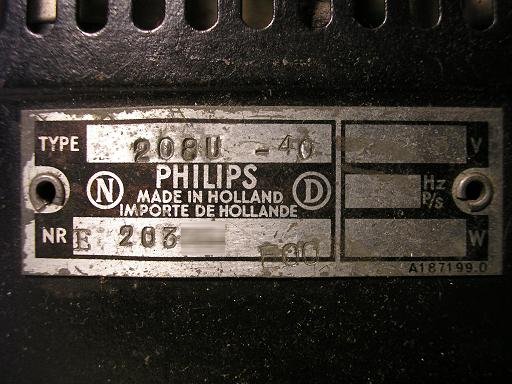 TYPE 208U -40 V
N PHILIPS D
MADE IN HOLLAND Hz
IMPORTE DE HOLLANDE P/s
NR E 203 W
A187199.0